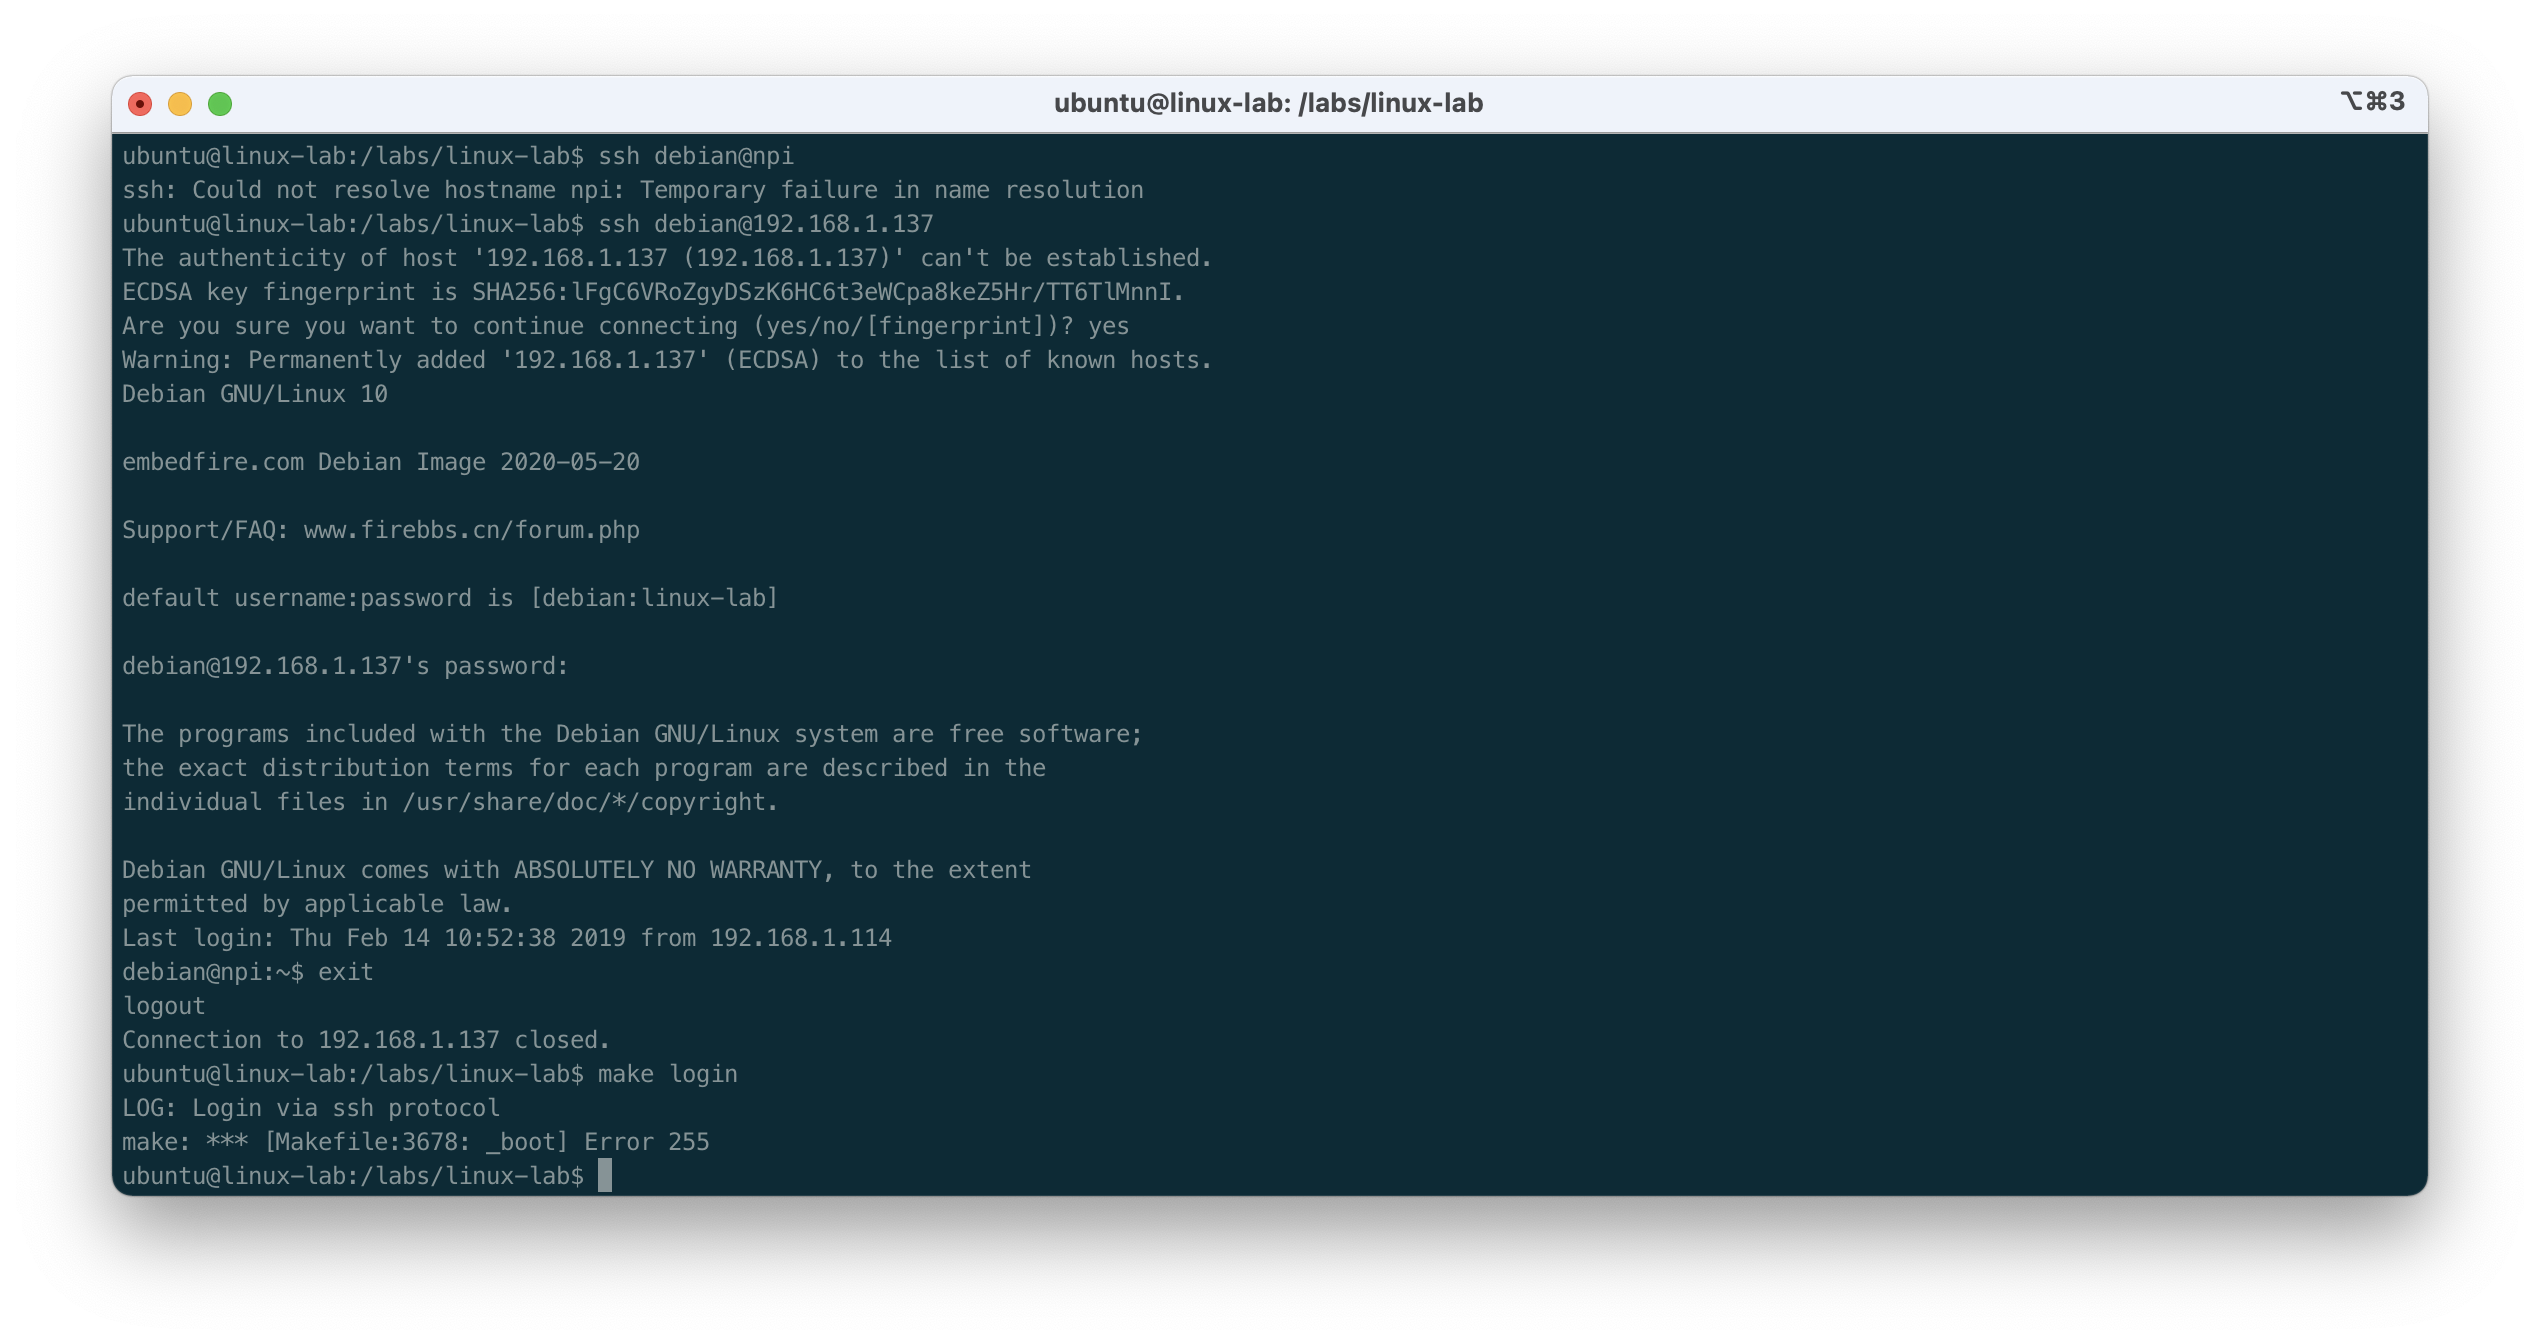 ubuntu@linux-lab: /labs/linux-lab
⌥⌘3
ubuntu@linux-lab:/labs/linux-lab$ ssh debian@npi
ssh: Could not resolve hostname npi: Temporary failure in name resolution
ubuntu@linux-lab:/labs/linux-lab$ ssh debian@192.168.1.137
The authenticity of host '192.168.1.137 (192.168.1.137)' can't be established.
ECDSA key fingerprint is SHA256:lFgC6VRoZgyDSzK6HC6t3eWCpa8keZ5Hr/TT6TlMnnI.
Are you sure you want to continue connecting (yes/no/[fingerprint])? yes
Warning: Permanently added '192.168.1.137' (ECDSA) to the list of known hosts.
Debian GNU/Linux 10
embedfire.com Debian Image 2020-05-20
Support/FAQ: www.firebbs.cn/forum.php
default username:password is [debian:linux-lab]
debian@192.168.1.137's password:
The programs included with the Debian GNU/Linux system are free software;
the exact distribution terms for each program are described in the
individual files in /usr/share/doc/*/copyright.
Debian GNU/Linux comes with ABSOLUTELY NO WARRANTY, to the extent
permitted by applicable law.
Last login: Thu Feb 14 10:52:38 2019 from 192.168.1.114
debian@npi:~$ exit
logout
Connection to 192.168.1.137 closed.
ubuntu@linux-lab:/labs/linux-lab$ make login
LOG: Login via ssh protocol
make: *** [Makefile:3678: _boot] Error 255
ubuntu@linux-lab:/labs/linux-lab$